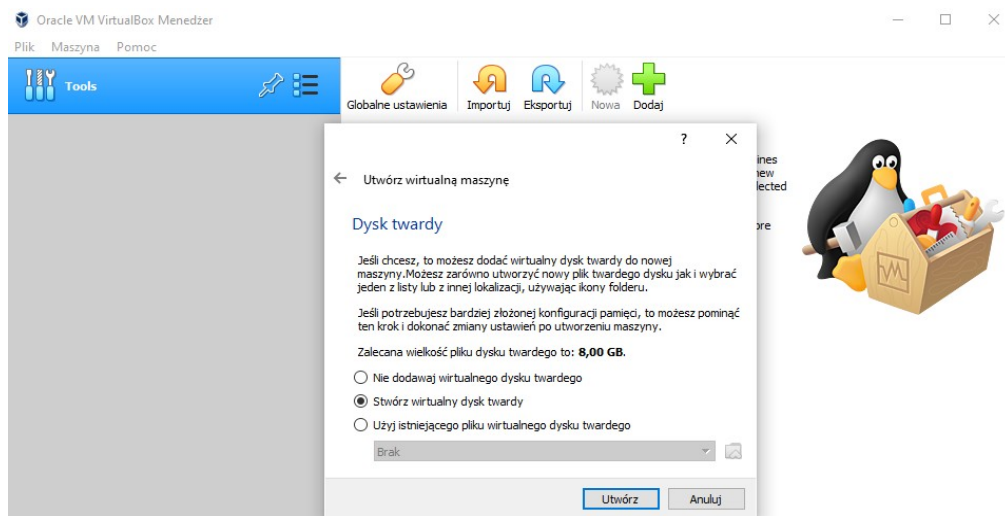 Oracle VM VirtualBox Menedżer
Plik Maszyna Pomoc
Tools
Globalne ustawienia Importuj Eksportuj Nowa Dodaj
?
Utwórz wirtualną maszynę
Dysk twardy
Jeśli chcesz, to możesz dodać wirtualny dysk twardy do nowej
maszyny.Możesz zarówno utworzyć nowy plik twardego dysku jak i wybrać
jeden z listy lub z innej lokalizacji, używając ikony folderu.
Jeśli potrzebujesz bardziej złożonej konfiguracji pamięci, to możesz pominąć
ten krok i dokonać zmiany ustawień po utworzeniu maszyny.
Zalecana wielkość pliku dysku twardego to: 8,00 GB.
Nie dodawaj wirtualnego dysku twardego
Stwórz wirtualny dysk twardy
Użyj istniejącego pliku wirtualnego dysku twardego
Brak
Utwórz Anuluj
ines
new
lected
ore